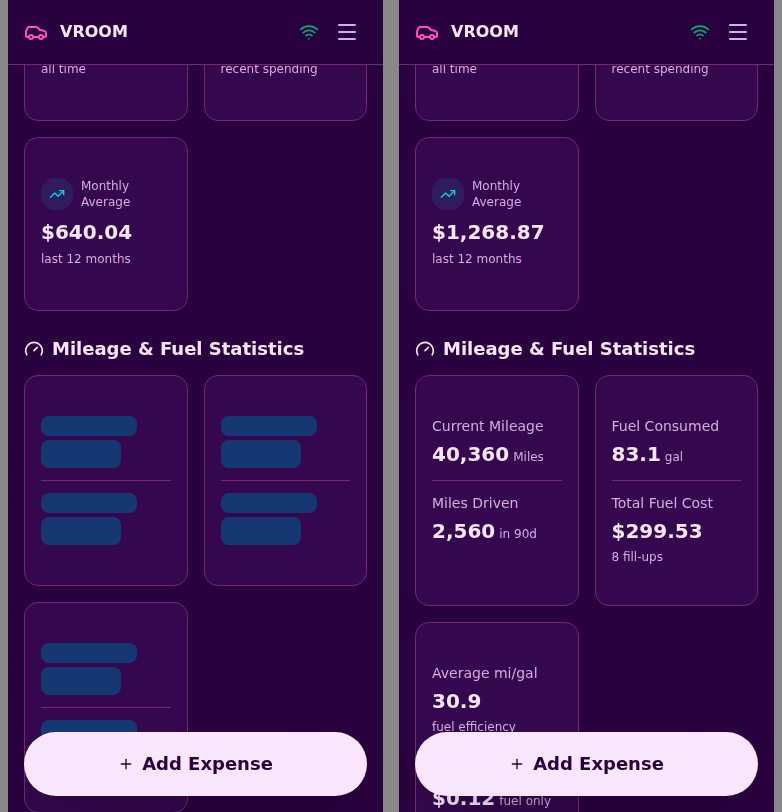 VROOM
all time
recent spending
Monthly
Average
$640.04
last 12 months
Mileage & Fuel Statistics
+ Add Expense
VROOM
all time
recent spending
Monthly
Average
$1,268.87
last 12 months
Mileage & Fuel Statistics
Current Mileage
40,360 Miles
Miles Driven
2,560 in 90d
Fuel Consumed
83.1 gal
Total Fuel Cost
$299.53
8 fill-ups
Average mi/gal
30.9
fuel efficiency
+ Add Expense
$0.12 fuel only